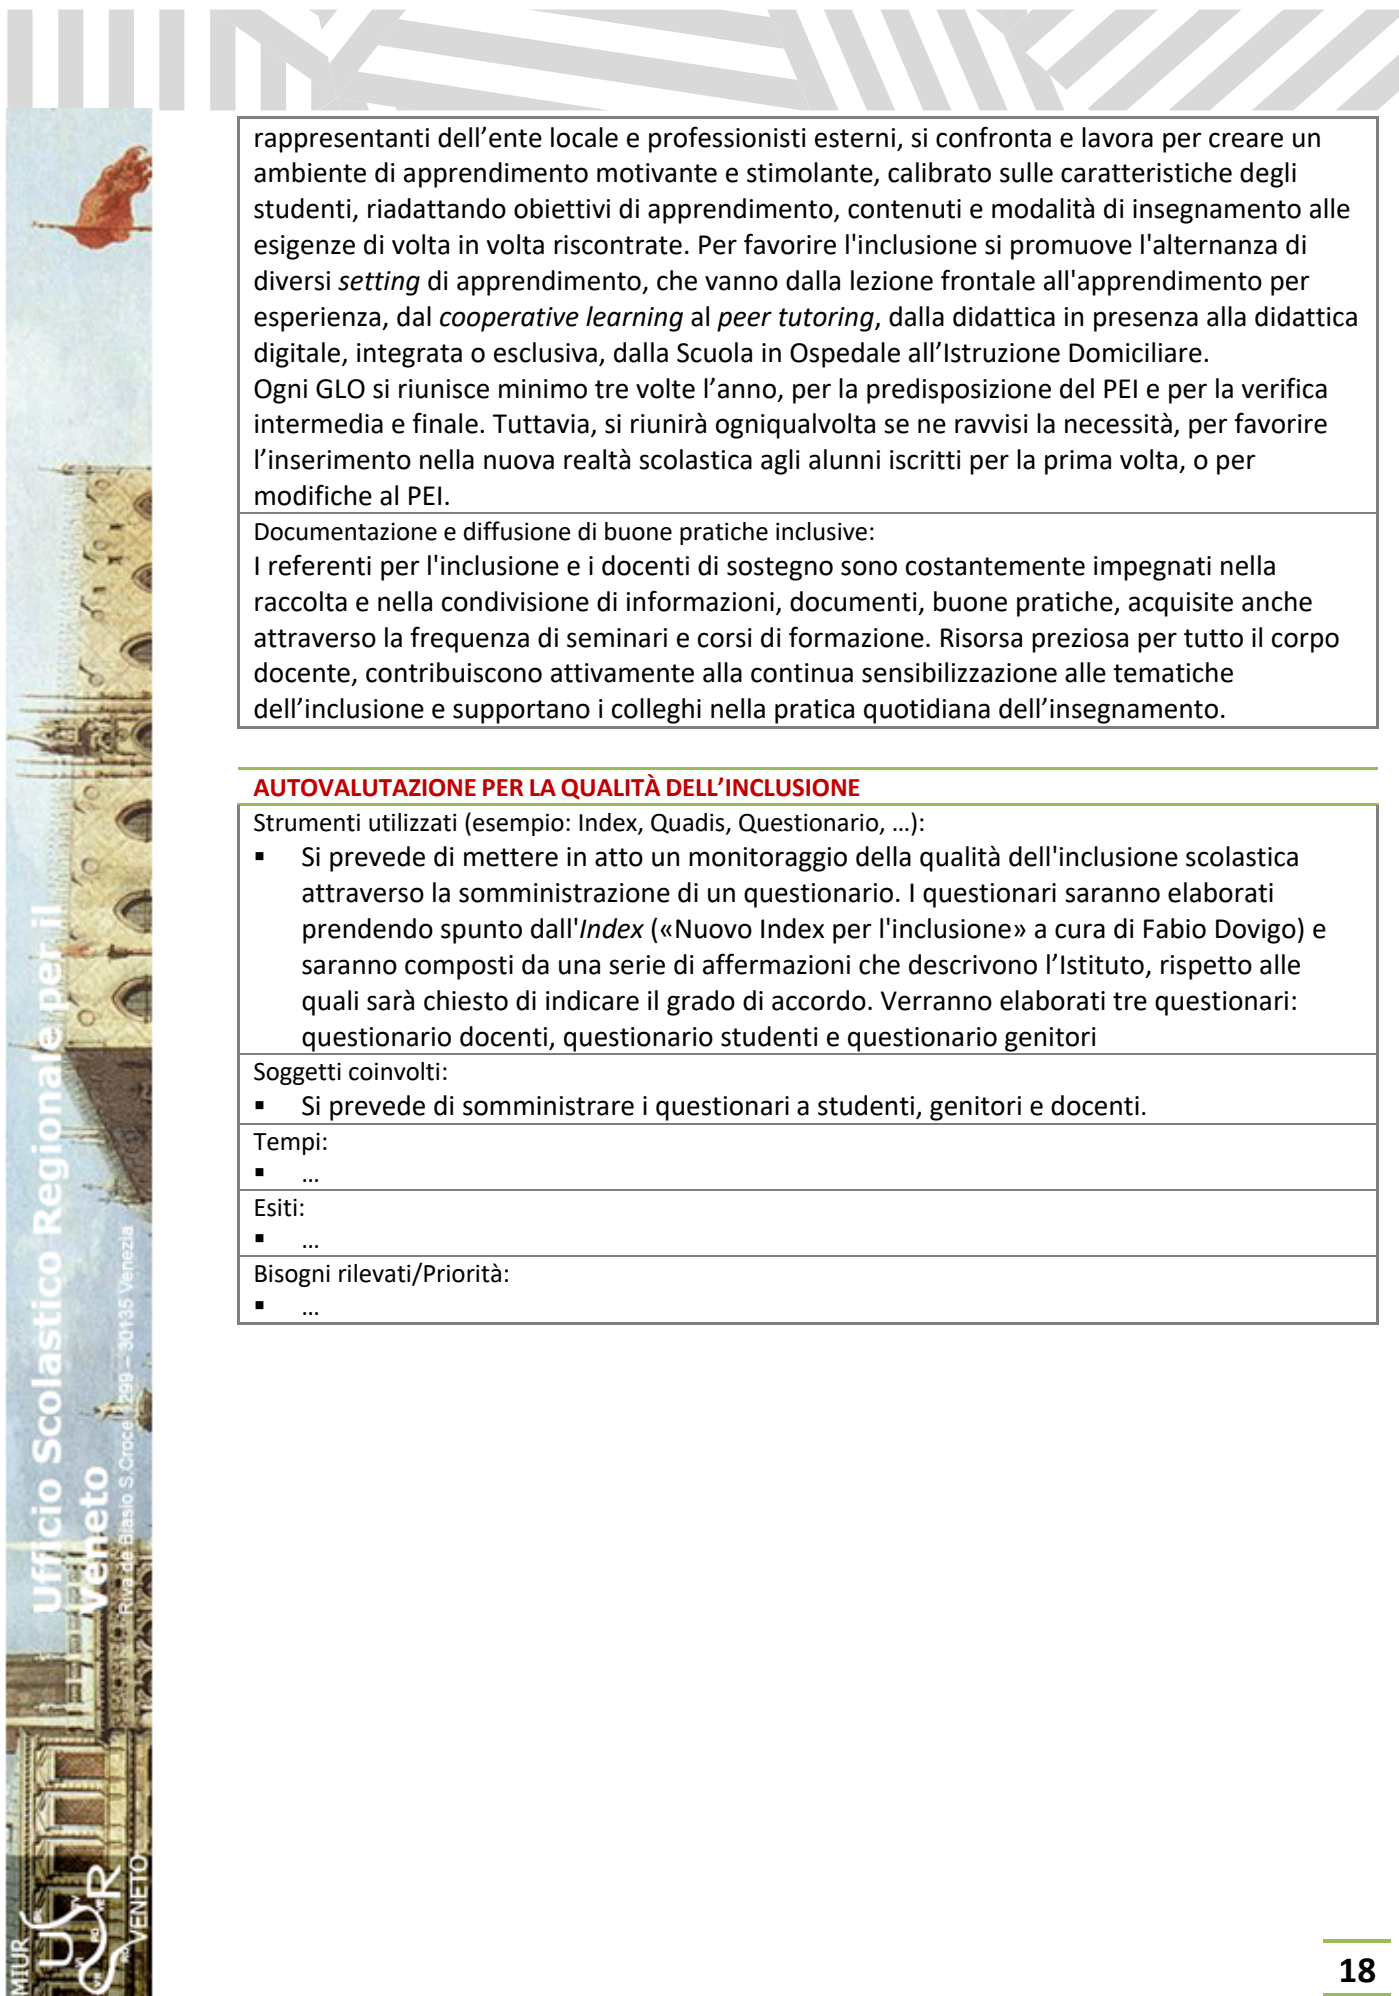 rappresentanti dell’ente locale e professionisti esterni, si confronta e lavora per creare un
ambiente di apprendimento motivante e stimolante, calibrato sulle caratteristiche degli
studenti, riadattando obiettivi di apprendimento, contenuti e modalità di insegnamento alle
esigenze di volta in volta riscontrate. Per favorire l'inclusione si promuove l'alternanza di
diversi setting di apprendimento, che vanno dalla lezione frontale all'apprendimento per
esperienza, dal cooperative learning al peer tutoring, dalla didattica in presenza alla didattica
digitale, integrata o esclusiva, dalla Scuola in Ospedale all’Istruzione Domiciliare.
Ogni GLO si riunisce minimo tre volte l’anno, per la predisposizione del PEI e per la verifica
intermedia e finale. Tuttavia, si riunirà ogniqualvolta se ne ravvisi la necessità, per favorire
l’inserimento nella nuova realtà scolastica agli alunni iscritti per la prima volta, o per
modifiche al PEI.
Documentazione e diffusione di buone pratiche inclusive:
I referenti per l'inclusione e i docenti di sostegno sono costantemente impegnati nella
raccolta e nella condivisione di informazioni, documenti, buone pratiche, acquisite anche
attraverso la frequenza di seminari e corsi di formazione. Risorsa preziosa per tutto il corpo
docente, contribuiscono attivamente alla continua sensibilizzazione alle tematiche
dell’inclusione e supportano i colleghi nella pratica quotidiana dell’insegnamento.
AUTOVALUTAZIONE PER LA QUALITÀ DELL’INCLUSIONE
Strumenti utilizzati (esempio: Index, Quadis, Questionario, …):
▪ Si prevede di mettere in atto un monitoraggio della qualità dell'inclusione scolastica
attraverso la somministrazione di un questionario. I questionari saranno elaborati
prendendo spunto dall'Index («Nuovo Index per l'inclusione» a cura di Fabio Dovigo) e
saranno composti da una serie di affermazioni che descrivono l’Istituto, rispetto alle
quali sarà chiesto di indicare il grado di accordo. Verranno elaborati tre questionari:
questionario docenti, questionario studenti e questionario genitori
Soggetti coinvolti:
▪ Si prevede di somministrare i questionari a studenti, genitori e docenti.
Tempi:
▪ …
Esiti:
▪ …
Bisogni rilevati/Priorità:
▪ …
Ufficio Scolastico Regionale per il
Veneto
Riva de Biasio S.Croce 1299 – 30135 Venezia
MIUR
USR
VENETO
18